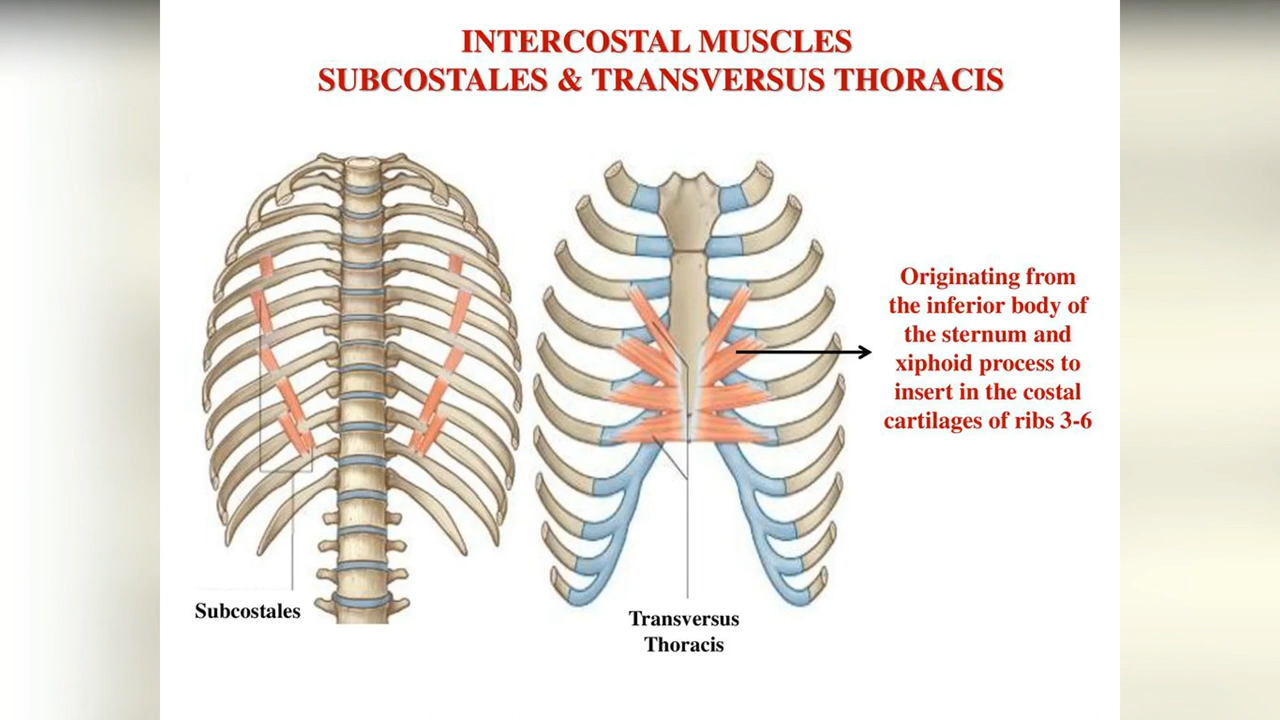 INTERCOSTAL MUSCLES
SUBCOSTALES & TRANSVERSUS THORACIS
Originating from
the inferior body of
the sternum and
xiphoid process to
insert in the costal
cartilages of ribs 3-6
Subcostales
Transversus
Thoracis